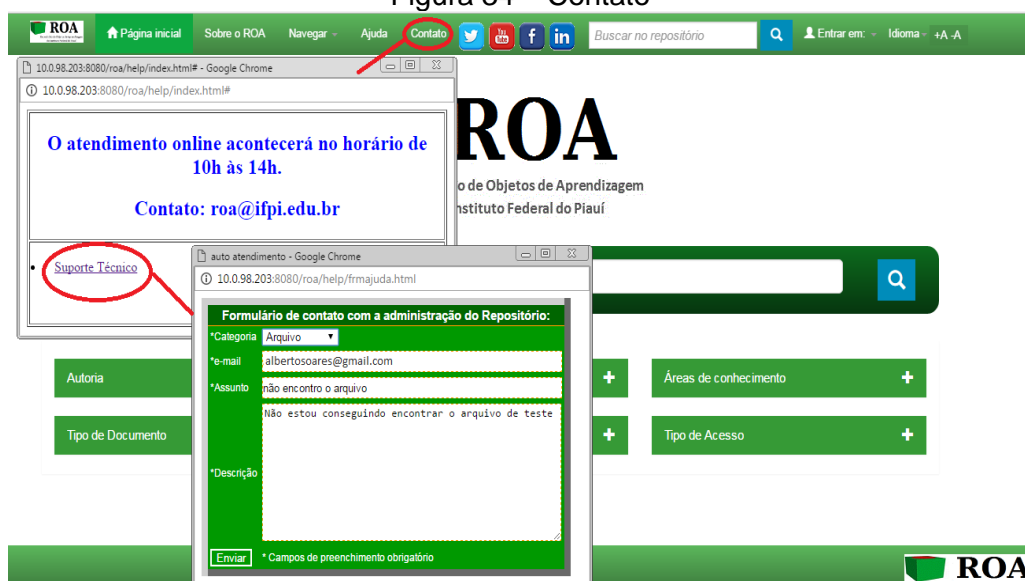 ROA
Página inicial
Sobre o ROA
Navegar
Ajuda
Contato
You
Tube
f
in
Buscar no repositório
Entrar em:
Idioma
+A -A
10.0.98.203:8080/roa/help/index.html# - Google Chrome
10.0.98.203:8080/roa/help/index.html#
O atendimento online acontecerá no horário de
10h às 14h.
Contato: roa@ifpi.edu.br
Suporte Técnico
ROA
o de Objetos de Aprendizagem
nstituto Federal do Piauí
auto atendimento - Google Chrome
10.0.98.203:8080/roa/help/frmajuda.html
Formulário de contato com a administração do Repositório:
*Categoria Arquivo
*e-mail albertosoares@gmail.com
*Assunto não encontro o arquivo
Não estou conseguindo encontrar o arquivo de teste
*Descrição
Enviar * Campos de preenchimento obrigatório
Autoria
Áreas de conhecimento
Tipo de Documento
Tipo de Acesso
ROA